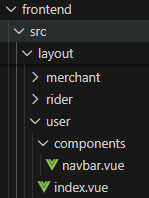 frontend
src
layout
merchant
rider
user
components
navbar.vue
index.vue